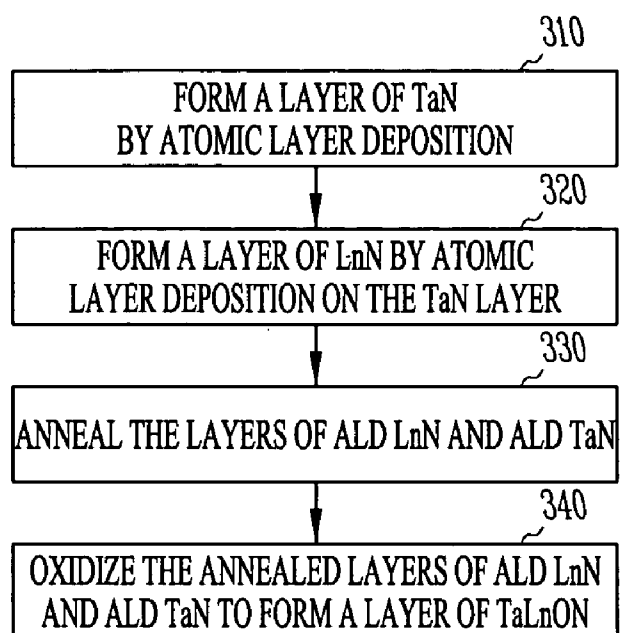 310
FORM A LAYER OF TaN
BY ATOMIC LAYER DEPOSITION
320
FORM A LAYER OF LnN BY ATOMIC
LAYER DEPOSITION ON THE TaN LAYER
330
ANNEAL THE LAYERS OF ALD LnN AND ALD TaN
340
OXIDIZE THE ANNEALED LAYERS OF ALD LnN
AND ALD TaN TO FORM A LAYER OF TaLnON